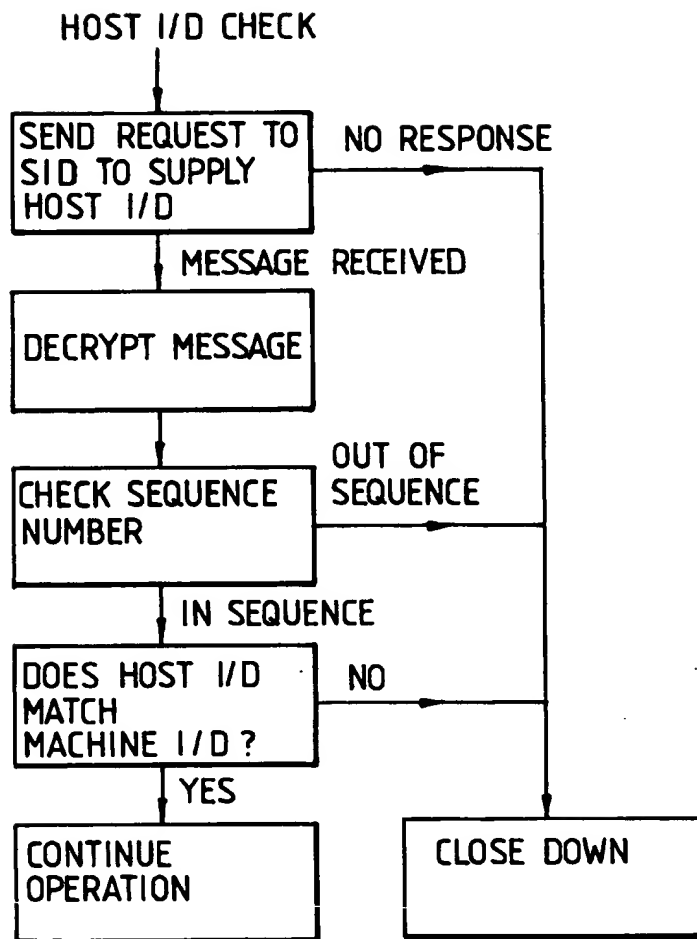 HOST I/D CHECK
SEND REQUEST TO
SID TO SUPPLY
HOST I/D
NO RESPONSE
MESSAGE RECEIVED
DECRYPT MESSAGE
CHECK SEQUENCE
NUMBER
OUT OF
SEQUENCE
IN SEQUENCE
DOES HOST I/D
MATCH
MACHINE I/D ?
NO
YES
CONTINUE
OPERATION
CLOSE DOWN